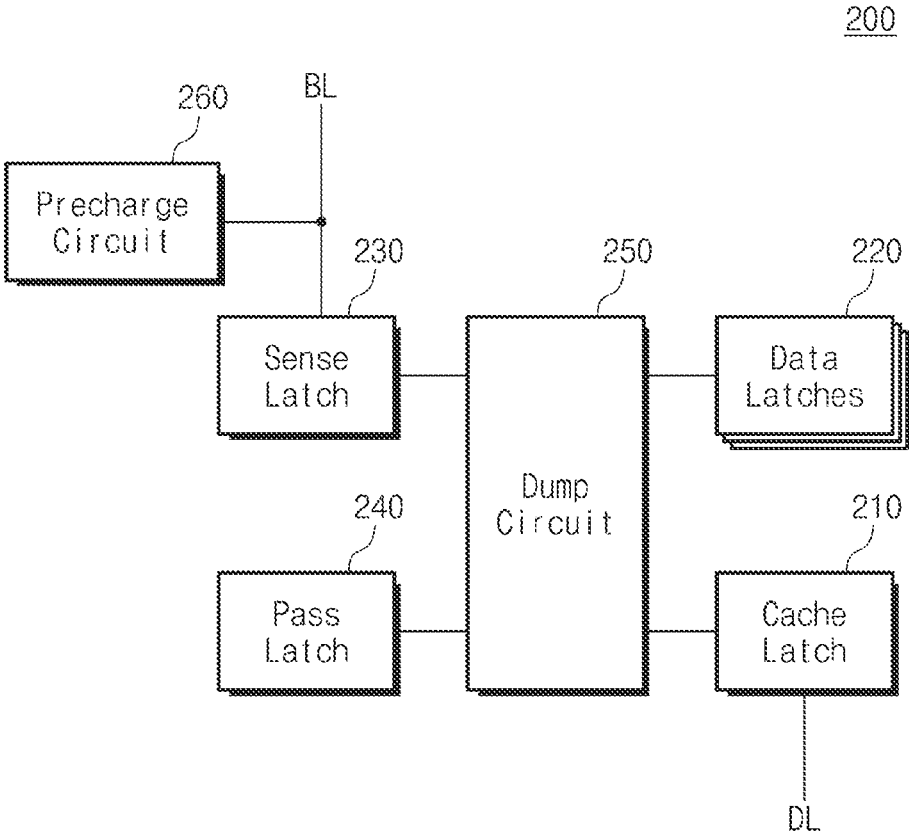 200
260
BL
Precharge
Circuit
230
250
220
Sense
Latch
Data
Latches
Dump
Circuit
240
210
Pass
Latch
Cache
Latch
DL